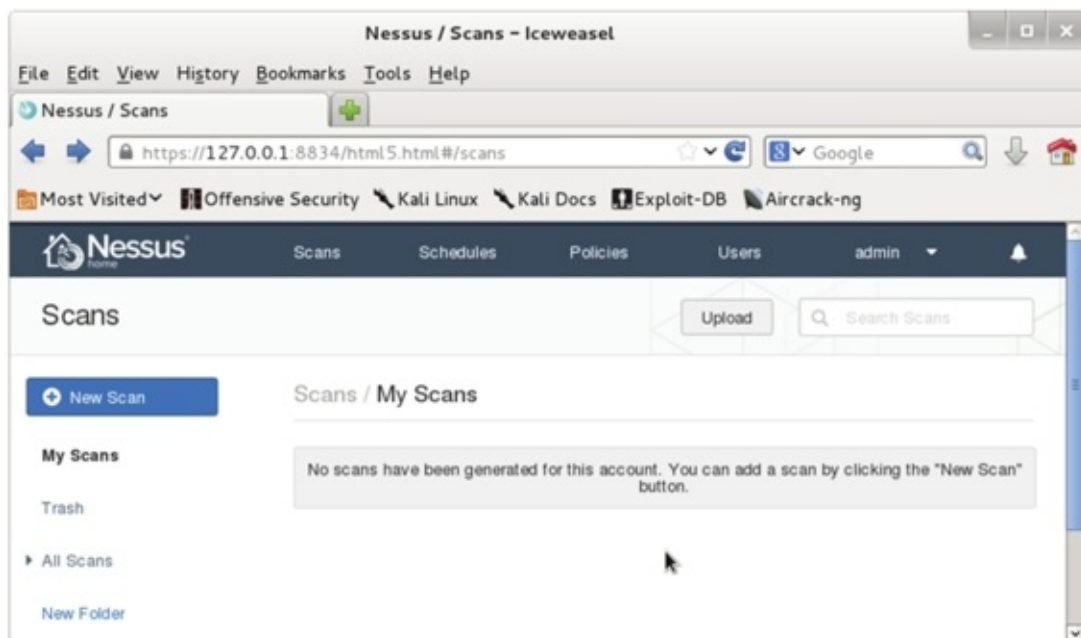 Nessus / Scans – Iceweasel
File Edit View History Bookmarks Tools Help
Nessus / Scans
https://127.0.0.1:8834/html5.html#/scans
Google
Most Visited Offensive Security Kali Linux Kali Docs Exploit-DB Aircrack-ng
Nessus
home
Scans Schedules Policies Users admin
Scans
Upload
Search Scans
New Scan
Scans / My Scans
My Scans
No scans have been generated for this account. You can add a scan by clicking the "New Scan"
button.
Trash
All Scans
New Folder